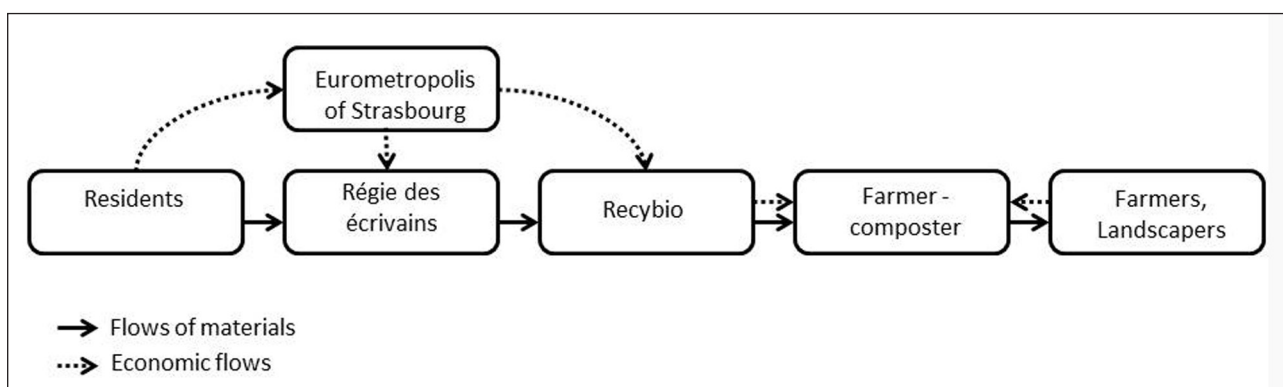 Eurometropolis
of Strasbourg
Residents
Régie des
écrivains
Recybio
Farmer -
composter
Farmers,
Landscapers
Flows of materials
Economic flows